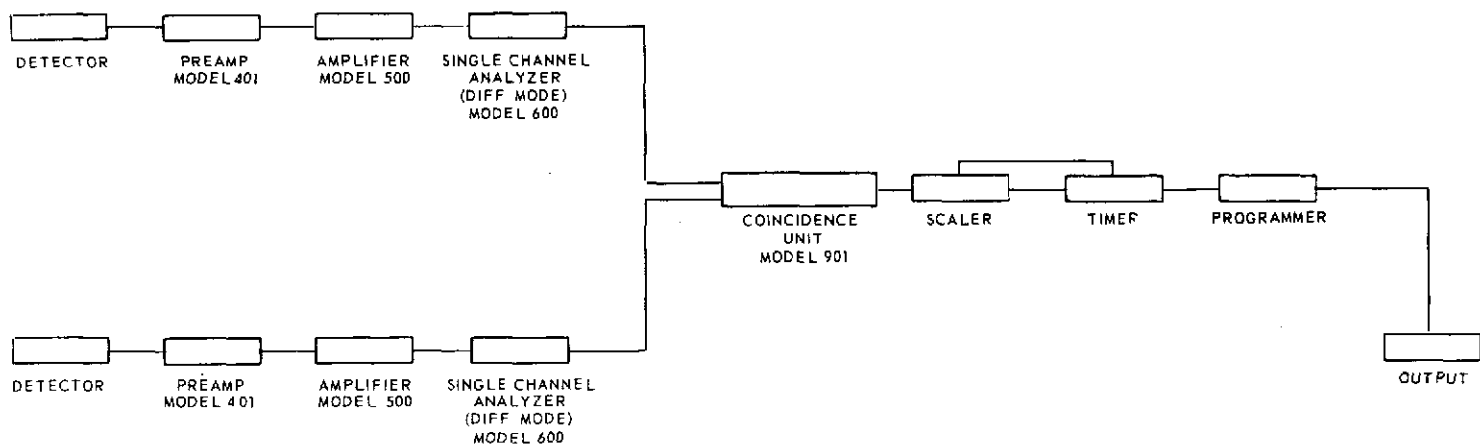 DETECTOR
PREAMP
MODEL 401
AMPLIFIER
MODEL 500
SINGLE CHANNEL
ANALYZER
(DIFF MODE)
MODEL 600
COINCIDENCE
UNIT
MODEL 901
SCALER
TIMER
PROGRAMMER
DETECTOR
PREAMP
MODEL 401
AMPLIFIER
MODEL 500
SINGLE CHANNEL
ANALYZER
(DIFF MODE)
MODEL 600
OUTPUT